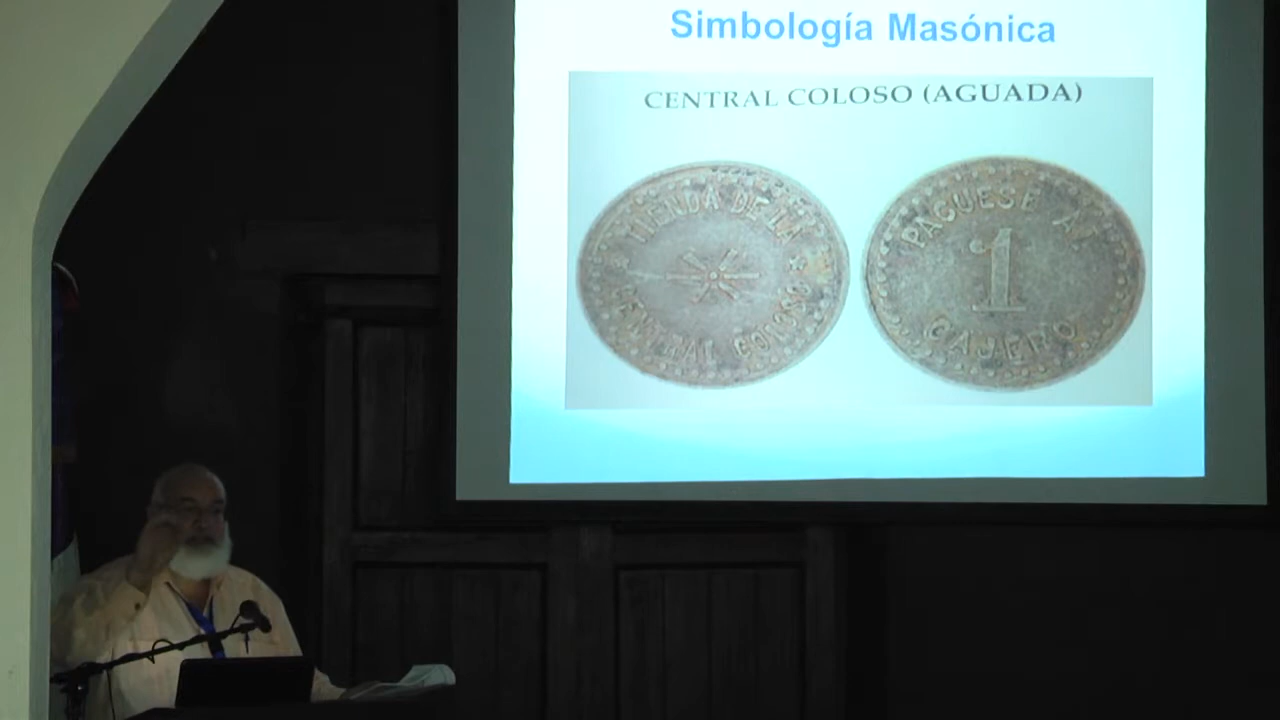 Simbología Masónica
CENTRAL COLOSO (AGUADA)
TIENDA DE LA
CENTRAL COLOSO
PAGUESE AL
1
CAJERO